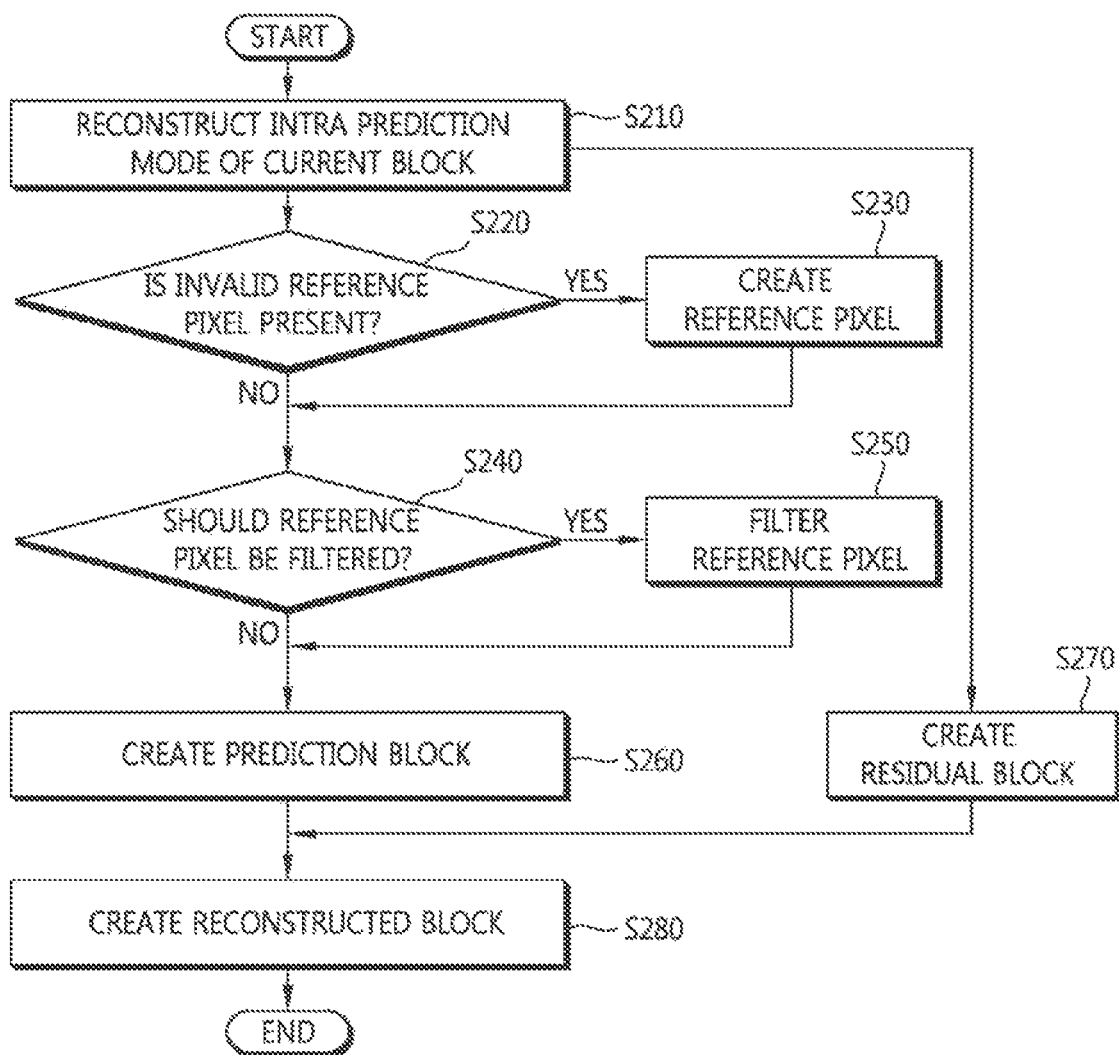 START
RECONSTRUCT INTRA PREDICTION
MODE OF CURRENT BLOCK
S210
S220
IS INVALID REFERENCE
PIXEL PRESENT?
YES
S230
CREATE
REFERENCE PIXEL
NO
S240
SHOULD REFERENCE
PIXEL BE FILTERED?
YES
S250
FILTER
REFERENCE PIXEL
NO
CREATE PREDICTION BLOCK
S260
S270
CREATE
RESIDUAL BLOCK
CREATE RECONSTRUCTED BLOCK
S280
END